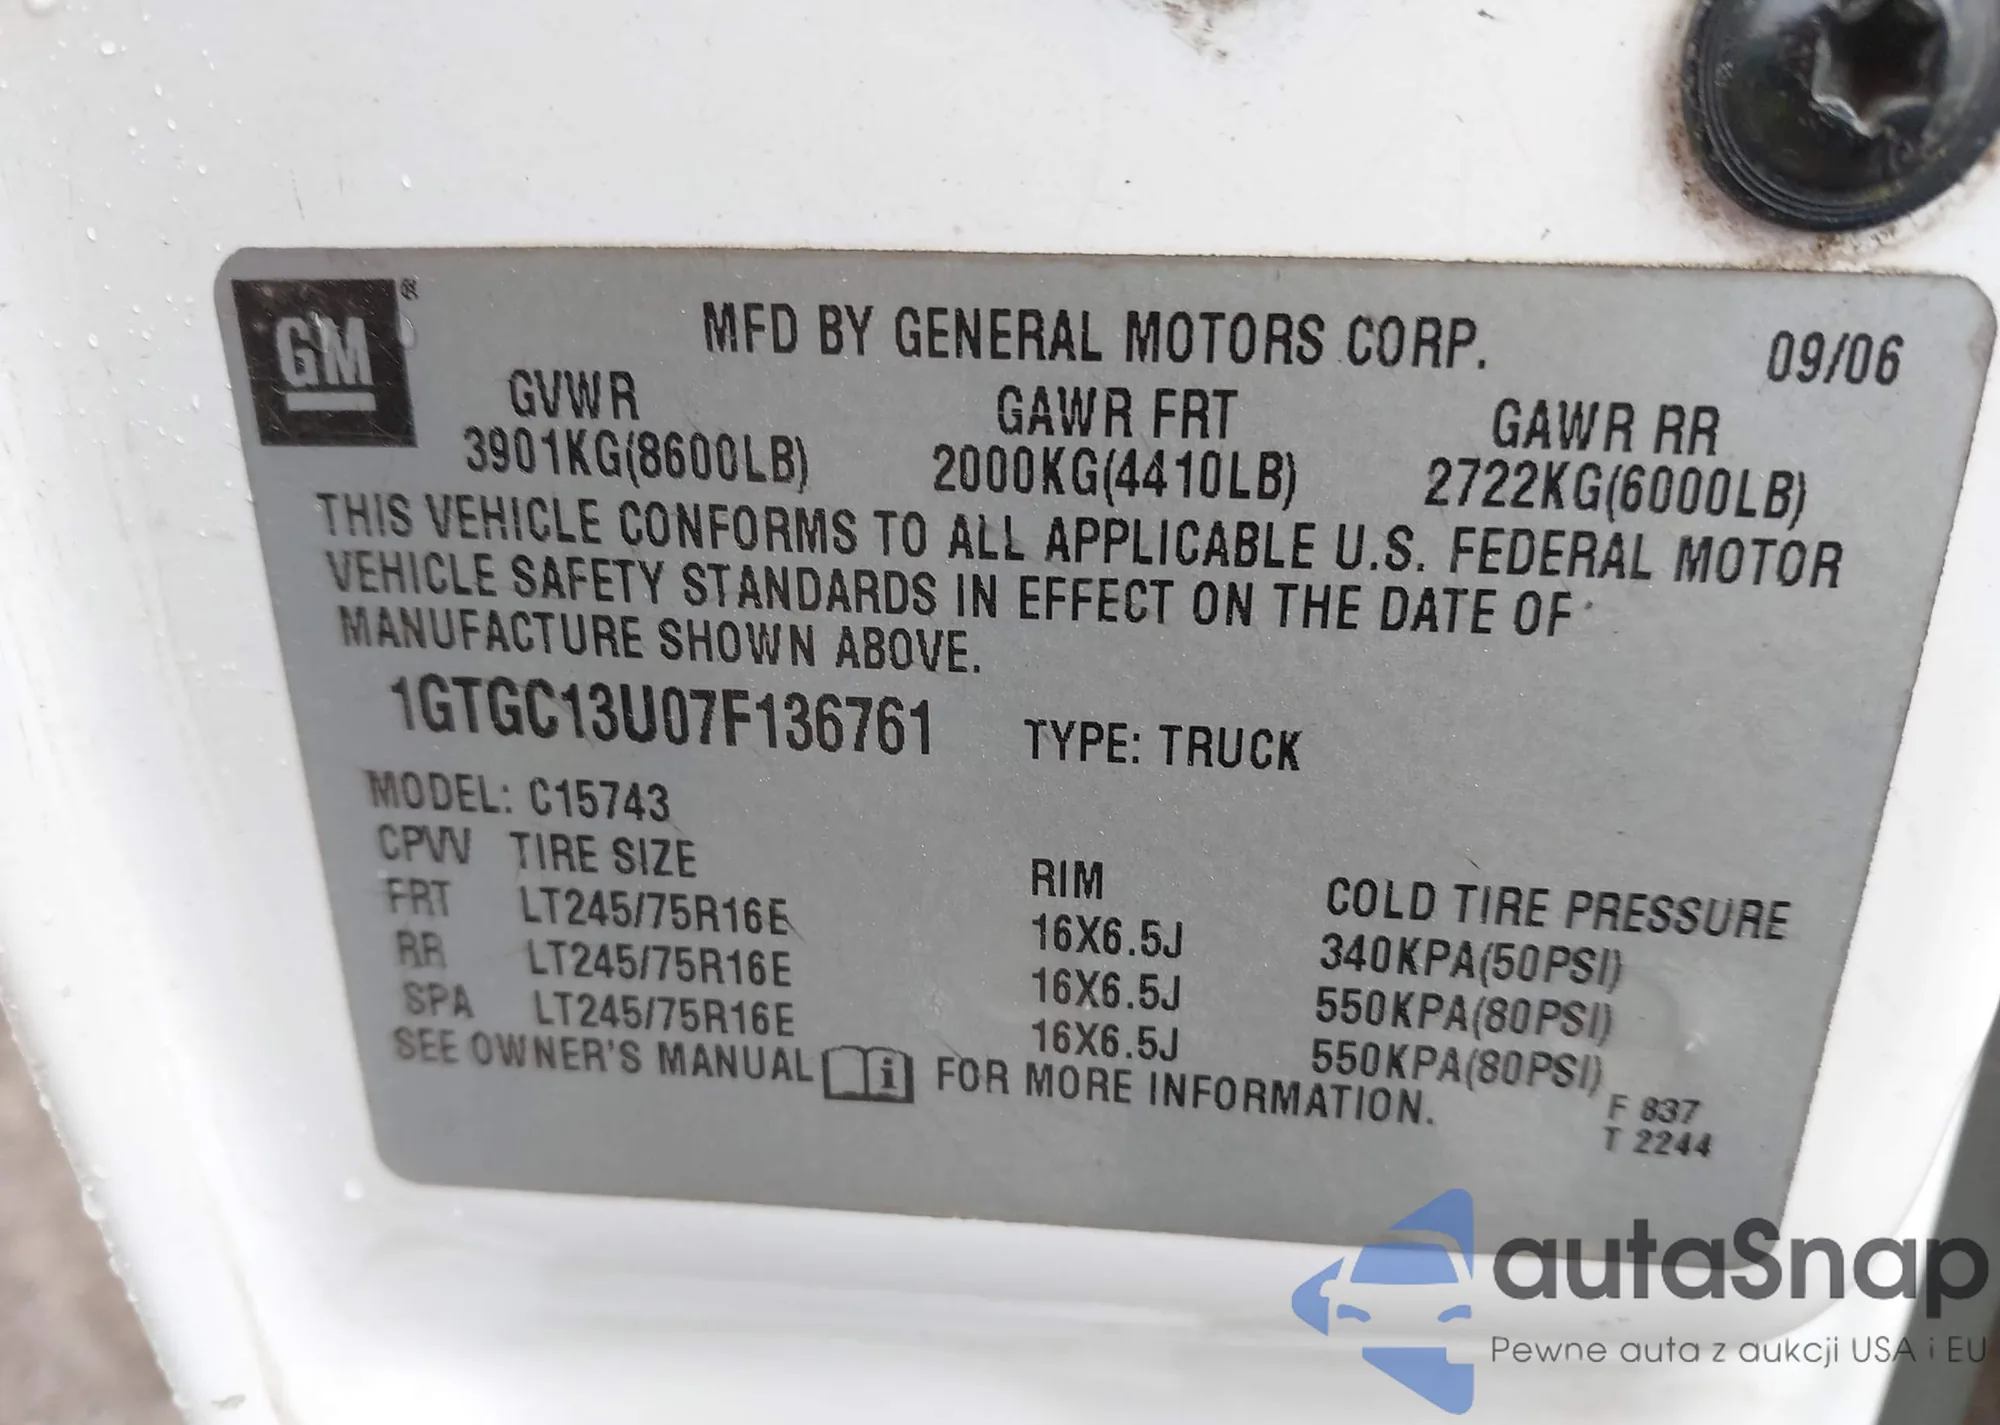 GM®
MFD BY GENERAL MOTORS CORP. 09/06
GVWR GAWR FRT GAWR RR
3901KG(8600LB) 2000KG(4410LB) 2722KG(6000LB)
THIS VEHICLE CONFORMS TO ALL APPLICABLE U.S. FEDERAL MOTOR
VEHICLE SAFETY STANDARDS IN EFFECT ON THE DATE OF
MANUFACTURE SHOWN ABOVE.
1GTGC13U07F136761 TYPE: TRUCK
MODEL: C15743
CPVW TIRE SIZE RIM COLD TIRE PRESSURE
FRT LT245/75R16E 16X6.5J 340KPA(50PSI)
RR LT245/75R16E 16X6.5J 550KPA(80PSI)
SPA LT245/75R16E 16X6.5J 550KPA(80PSI)
SEE OWNER'S MANUAL i FOR MORE INFORMATION.
F 837
T 2244
autaSnap
Pewne auta z aukcji USA i EU